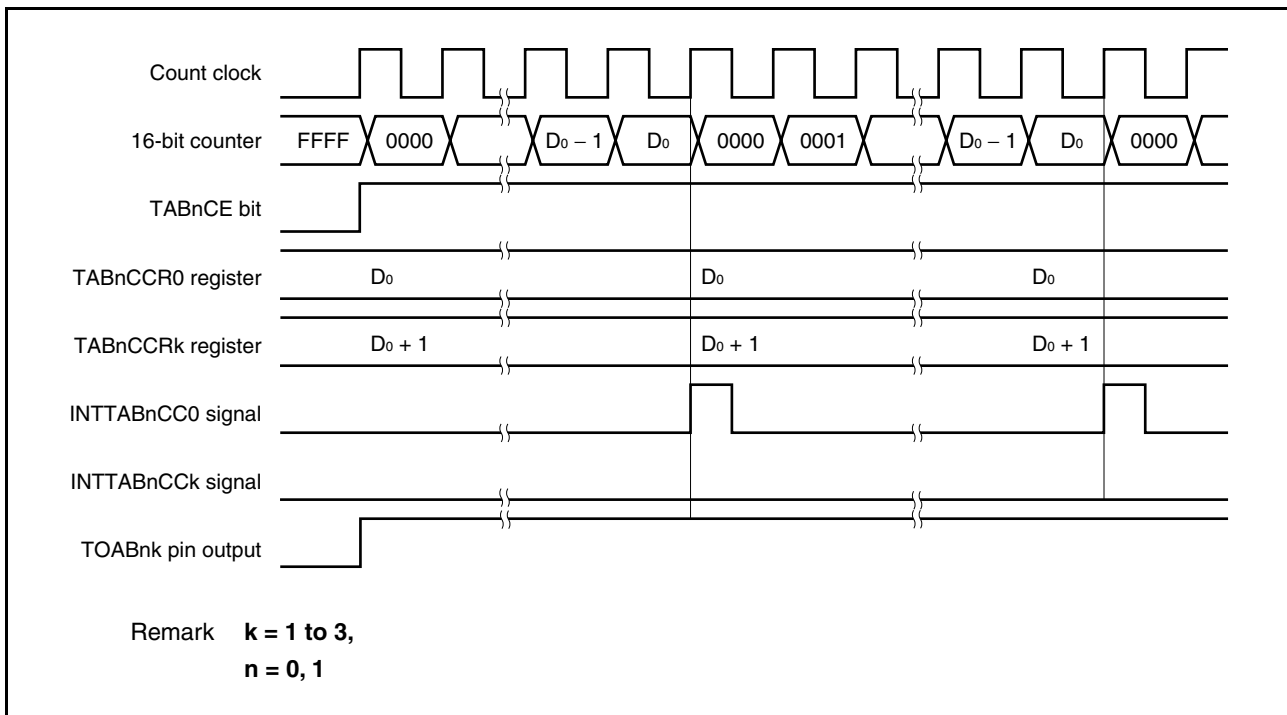 Count clock
16-bit counter FFFF 0000 D₀ − 1 D₀ 0000 0001 D₀ − 1 D₀ 0000
TABnCE bit
TABnCCR0 register D₀ D₀ D₀
TABnCCRk register D₀ + 1 D₀ + 1 D₀ + 1
INTTABnCC0 signal
INTTABnCCk signal
TOABnk pin output
Remark k = 1 to 3,
n = 0, 1